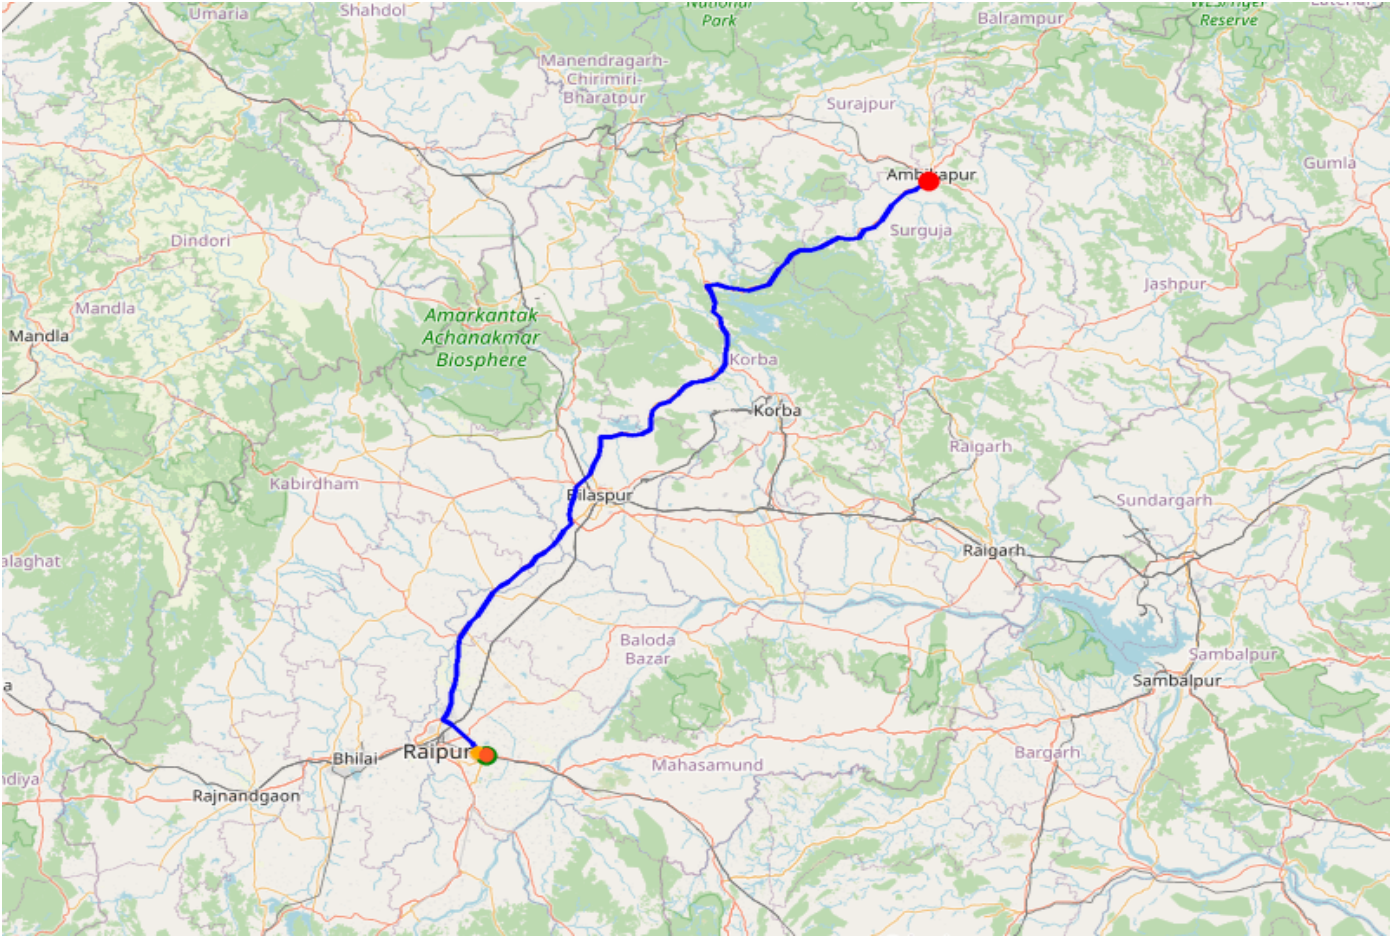 Umaria
Shahdol
National
Park
Balrampur
Reserve
Manendragarh-
Chirimiri-
Bharatpur
Surajpur
Gumla
Ambikapur
Surguja
Dindori
Jashpur
Mandla
Mandla
Amarkantak
Achanakmar
Biosphere
Korba
Korba
Raigarh
Kabirdham
Bilaspur
Sundargarh
alaghat
Raigarh
Baloda
Bazar
Sambalpur
Sambalpur
a
Raipur
Bhilai
Mahasamund
Bargarh
ndiya
Rajnandgaon